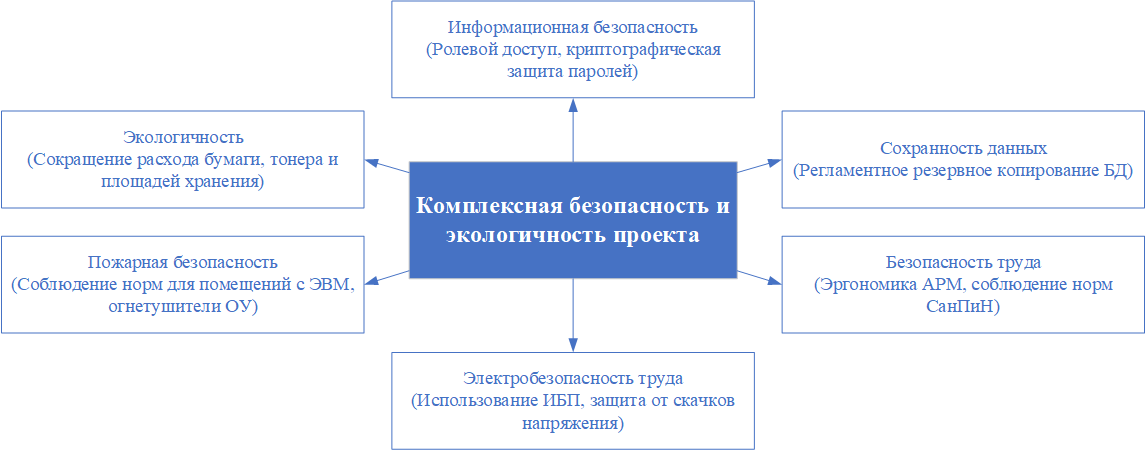 Информационная безопасность
(Ролевой доступ, криптографическая
защита паролей)
Экологичность
(Сокращение расхода бумаги, тонера и
площадей хранения)
Сохранность данных
(Регламентное резервное копирование БД)
Комплексная безопасность и
экологичность проекта
Пожарная безопасность
(Соблюдение норм для помещений с ЭВМ,
огнетушители ОУ)
Безопасность труда
(Эргономика АРМ, соблюдение норм
СанПиН)
Электробезопасность труда
(Использование ИБП, защита от скачков
напряжения)